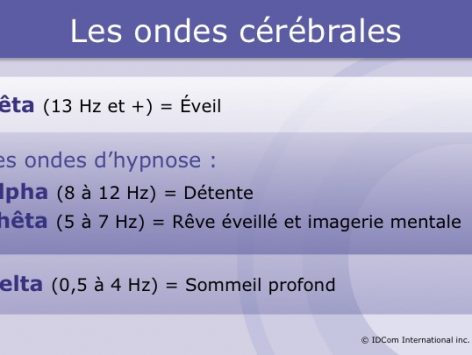 Les ondes cérébrales
êta (13 Hz et +) = Éveil
es ondes d’hypnose :
lpha (8 à 12 Hz) = Détente
hêta (5 à 7 Hz) = Rêve éveillé et imagerie mentale
elta (0,5 à 4 Hz) = Sommeil profond
© IDCom International inc.